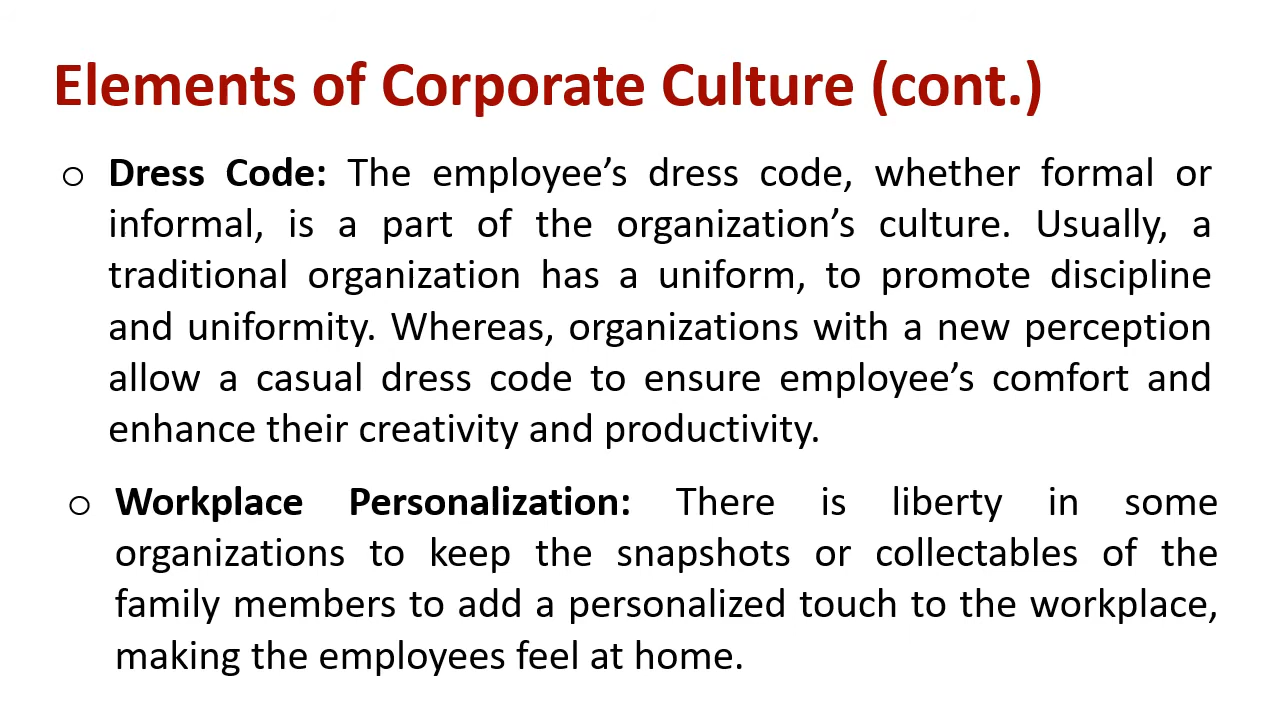 Elements of Corporate Culture (cont.)
o Dress Code: The employee’s dress code, whether formal or
informal, is a part of the organization’s culture. Usually, a
traditional organization has a uniform, to promote discipline
and uniformity. Whereas, organizations with a new perception
allow a casual dress code to ensure employee’s comfort and
enhance their creativity and productivity.
o Workplace Personalization: There is liberty in some
organizations to keep the snapshots or collectables of the
family members to add a personalized touch to the workplace,
making the employees feel at home.